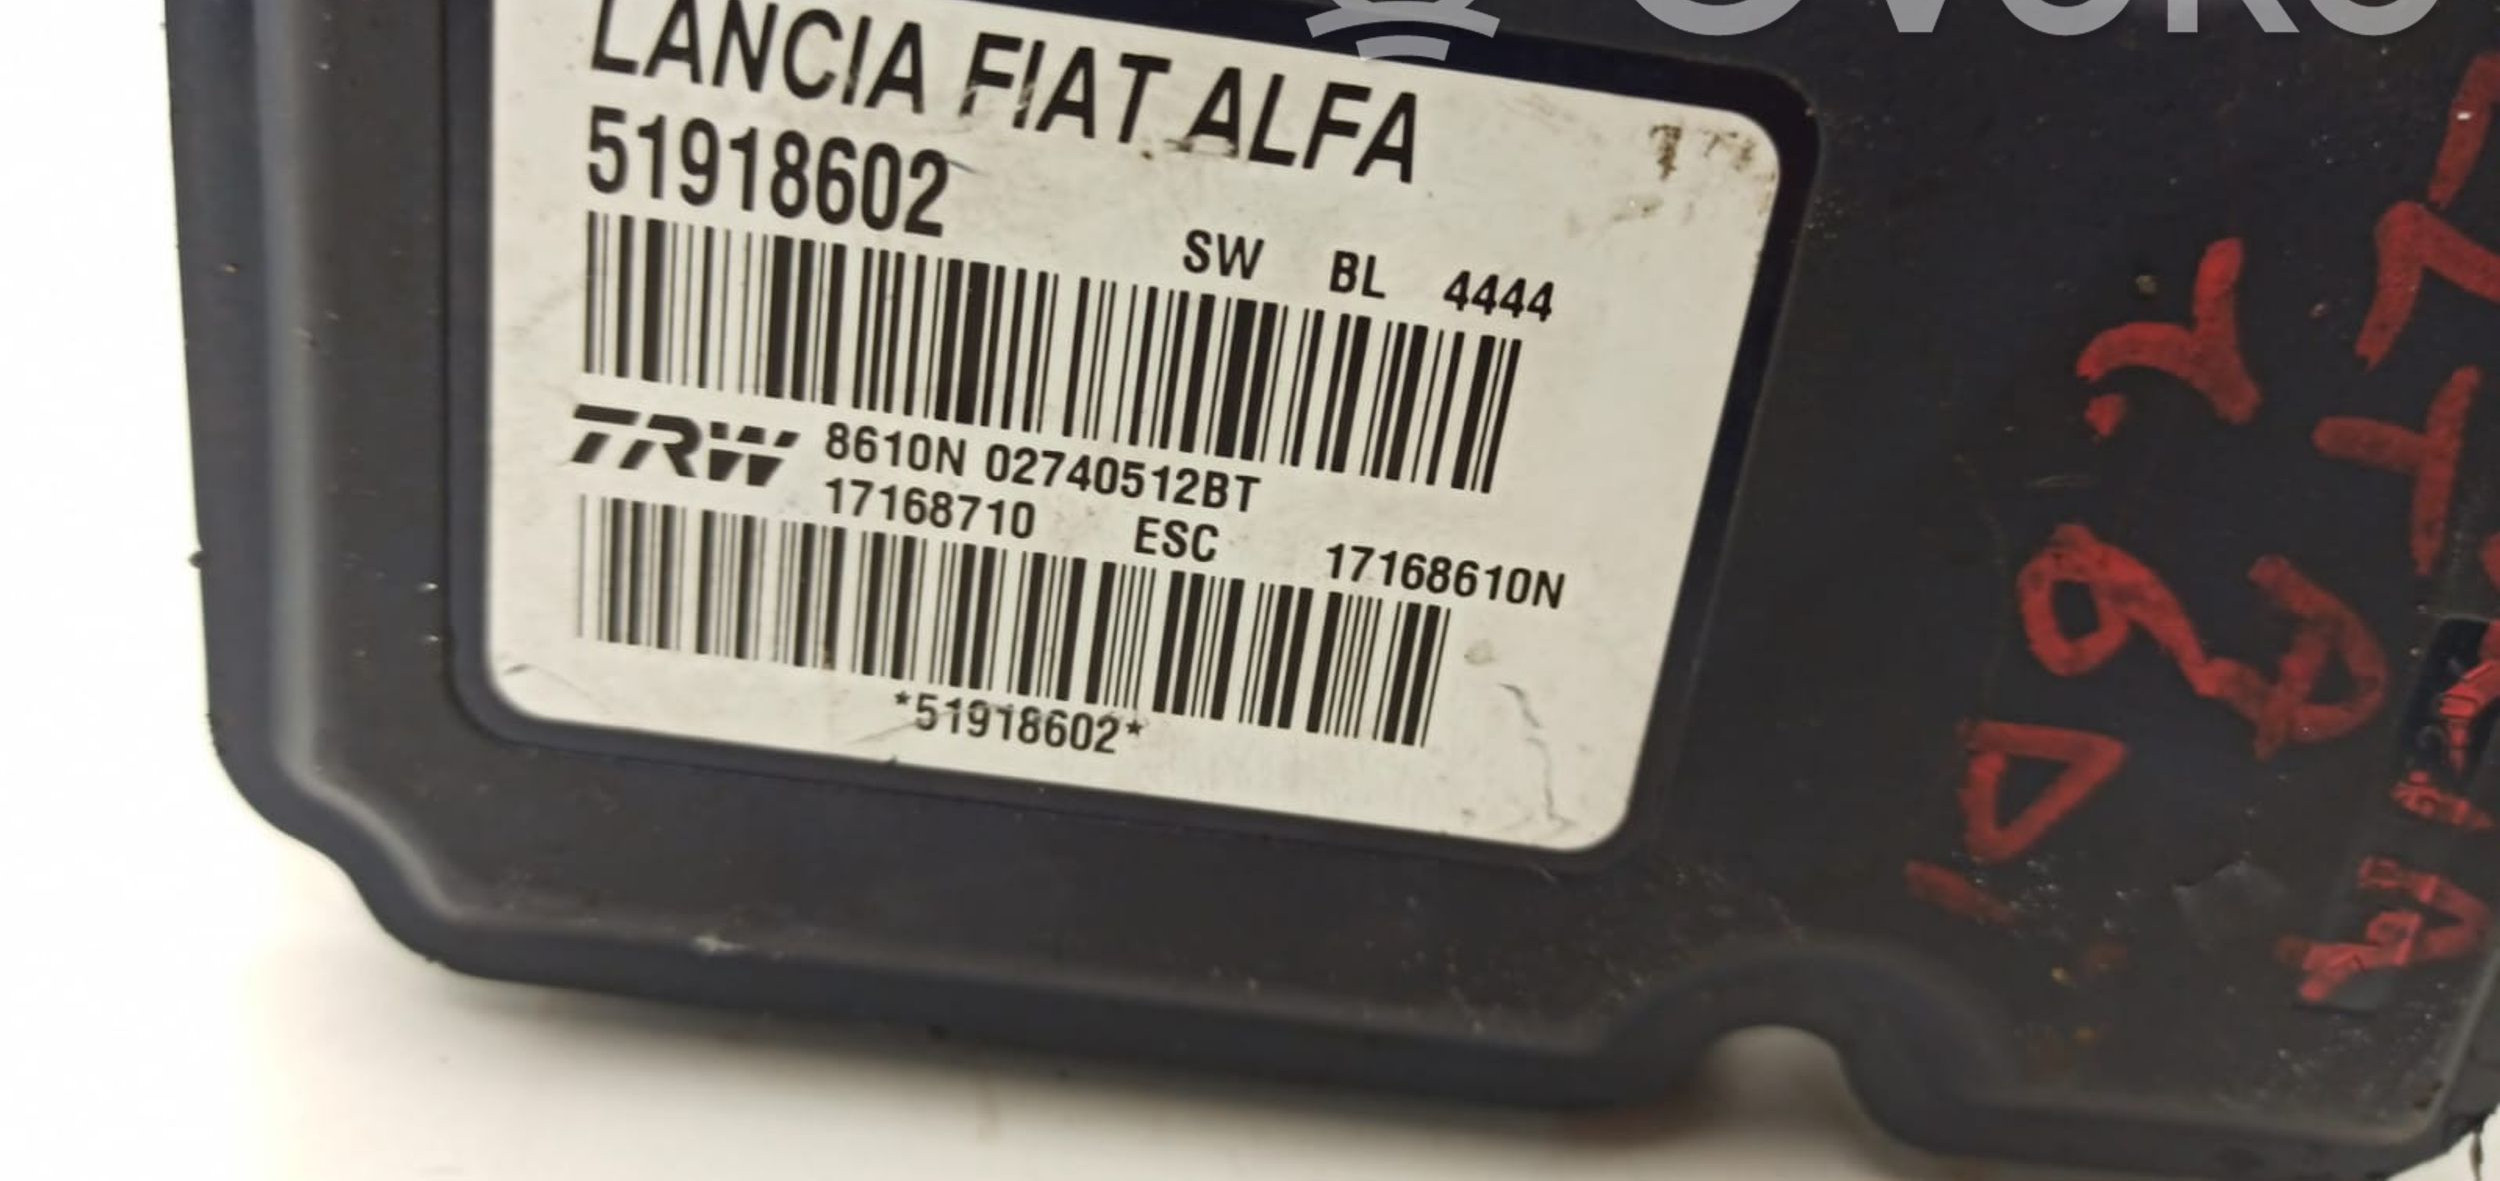 LANCIA FIAT ALFA
51918602
SW BL 4444
TRW 8610N 02740512BT
17168710 ESC 17168610N
*51918602*